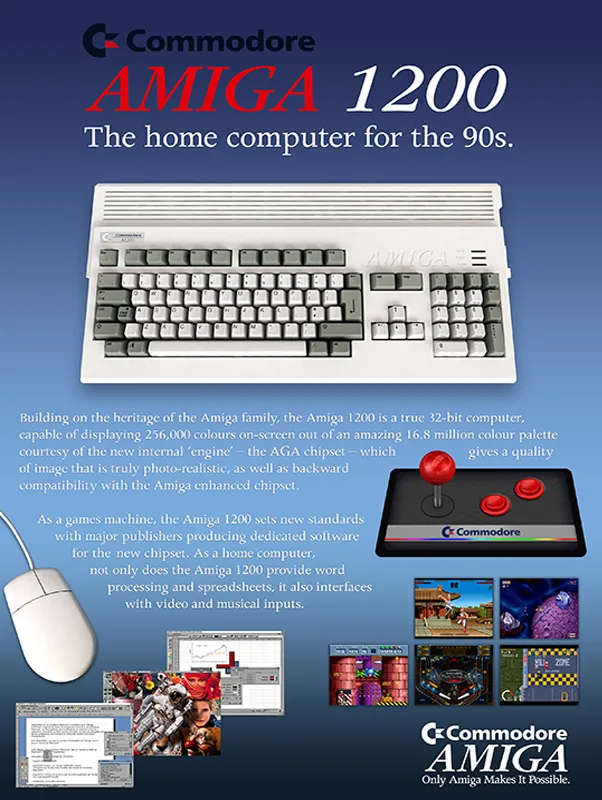 Commodore
AMIGA 1200
The home computer for the 90s.
Commodore
AMIGA
Building on the heritage of the Amiga family, the Amiga 1200 is a true 32-bit computer,
capable of displaying 256,000 colours on-screen out of an amazing 16.8 million colour palette
courtesy of the new internal ‘engine’ – the AGA chipset – which gives a quality
of image that is truly photo-realistic, as well as backward
compatibility with the Amiga enhanced chipset.
Commodore
As a games machine, the Amiga 1200 sets new standards
with major publishers producing dedicated software
for the new chipset. As a home computer,
not only does the Amiga 1200 provide word
processing and spreadsheets, it also interfaces
with video and musical inputs.
ZONE
Commodore
AMIGA
Only Amiga Makes It Possible.